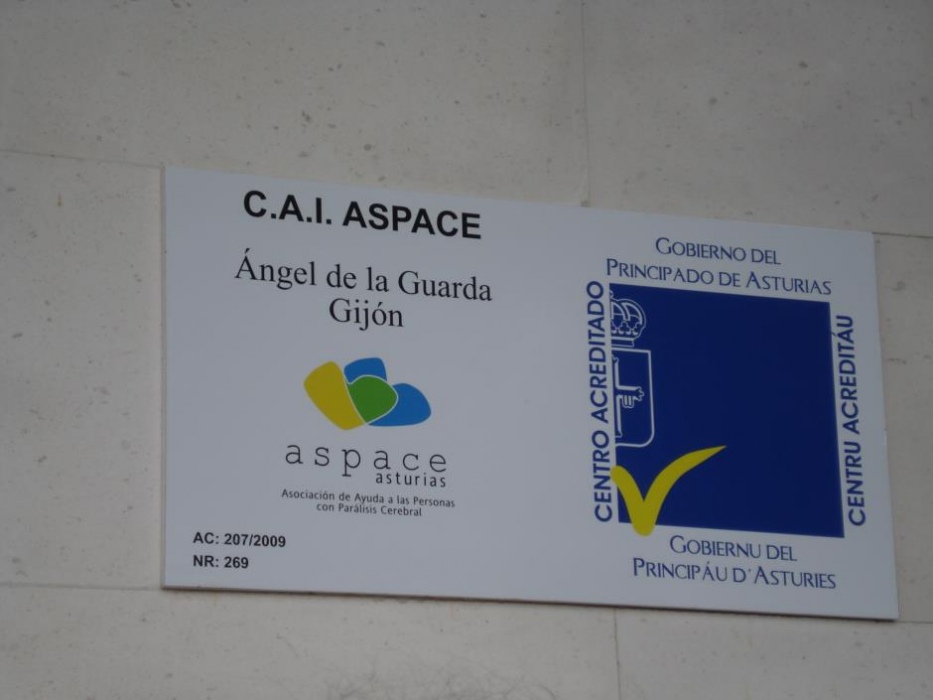 C.A.I. ASPACE
Ángel de la Guarda
Gijón
aspace
asturias
Asociación de Ayuda a las Personas
con Parálisis Cerebral
AC: 207/2009
NR: 269
GOBIERNO DEL
PRINCIPADO DE ASTURIAS
CENTRO ACREDITADO
CENTRU ACREDITÁU
GOBIERNU DEL
PRINCIPÁU D´ASTURIES